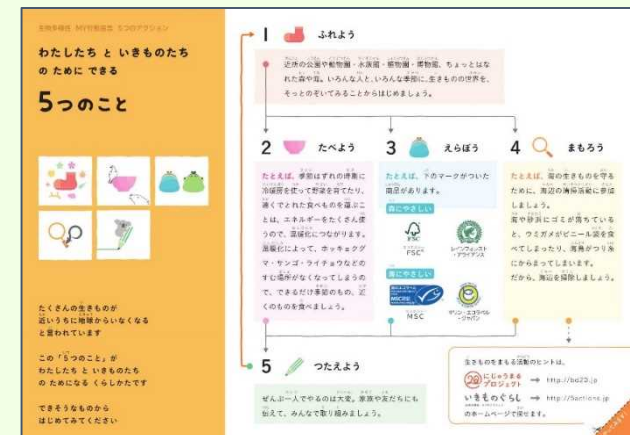 生物多様性 MY行動宣言 5つのアクション
わたしたち と いきものたち
の ために できる
5つのこと
たくさんの生きものが
近いうちに地球からいなくなる
と言われています
この「5つのこと」が
わたしたち と いきものたち
の ためになる くらしかたです
できそうなものから
はじめてみてください
1 ふれよう
近所の公園や動物園・水族館・植物園・博物館、ちょっとはな
れた森や海。いろんな人と、いろんな季節に、生きものの世界を、
そっとのぞいてみることからはじめましょう。
2 たべよう
たとえば、季節はずれの時期に
冷暖房を使って野菜を育てたり、
遠くでとれた食べものを運ぶこ
とは、エネルギーをたくさん使
うので、温暖化につながります。
温暖化によって、ホッキョクグ
マ・サンゴ・ライチョウなどの
すむ場所がなくなってしまうの
で、できるだけ季節のもの、近
くのものを食べましょう。
3 えらぼう
たとえば、下のマークがついた
商品があります。
森にやさしい
FSC
レインフォレスト
・アライアンス
海にやさしい
MSC
マリン・エコラベル
・ジャパン
4 まもろう
たとえば、海の生きものを守る
ために、海辺の清掃活動に参加
しましょう。
海や砂浜にゴミが落ちている
と、ウミガメがビニール袋を食
べてしまったり、海鳥がつり糸
にからまってしまいます。
だから、海辺を掃除しましょう。
5 つたえよう
ぜんぶ一人でやるのは大変。家族や友だちにも
伝えて、みんなで取り組みましょう。
生きものをまもる活動のヒントは、
にじゅうまる
プロジェクト → http://bd20.jp
いきものぐらし → http://5actions.jp
のホームページで探せます。